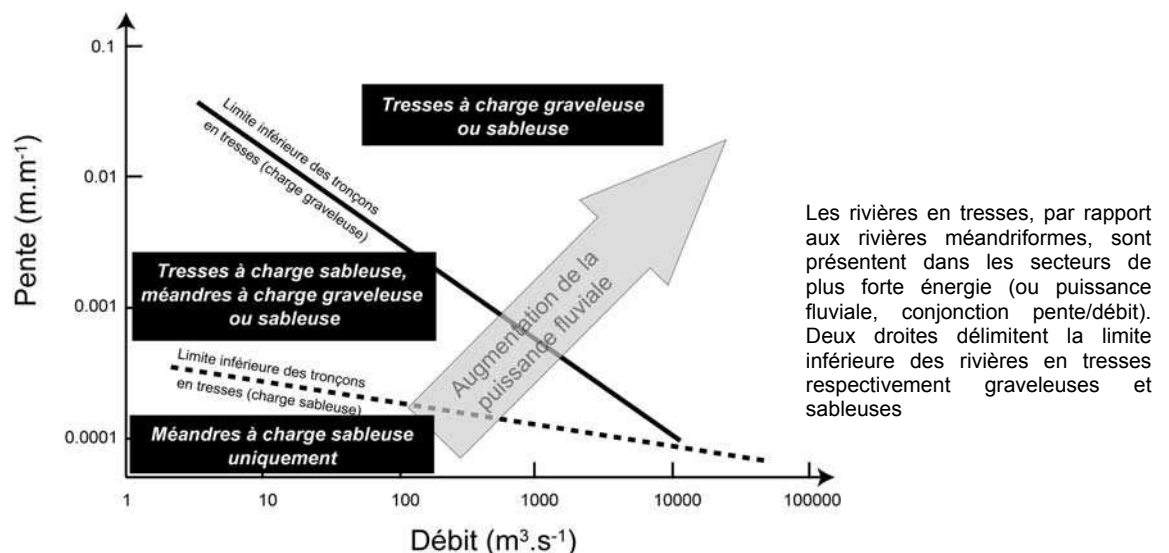 0.1
0.01
0.001
0.0001
Pente (m.m-1)
Tresses à charge graveleuse
ou sableuse
Limite inférieure des tronçons
en tresses (charge graveleuse)
Tresses à charge sableuse,
méandres à charge graveleuse
ou sableuse
Augmentation de la
puissance fluviale
Limite inférieure des tronçons
en tresses (charge sableuse)
Méandres à charge sableuse
uniquement
1
10
100
1000
10000
100000
Débit (m³.s-1)
Les rivières en tresses, par rapport
aux rivières méandriformes, sont
présentent dans les secteurs de
plus forte énergie (ou puissance
fluviale, conjonction pente/débit).
Deux droites délimitent la limite
inférieure des rivières en tresses
respectivement graveleuses et
sableuses